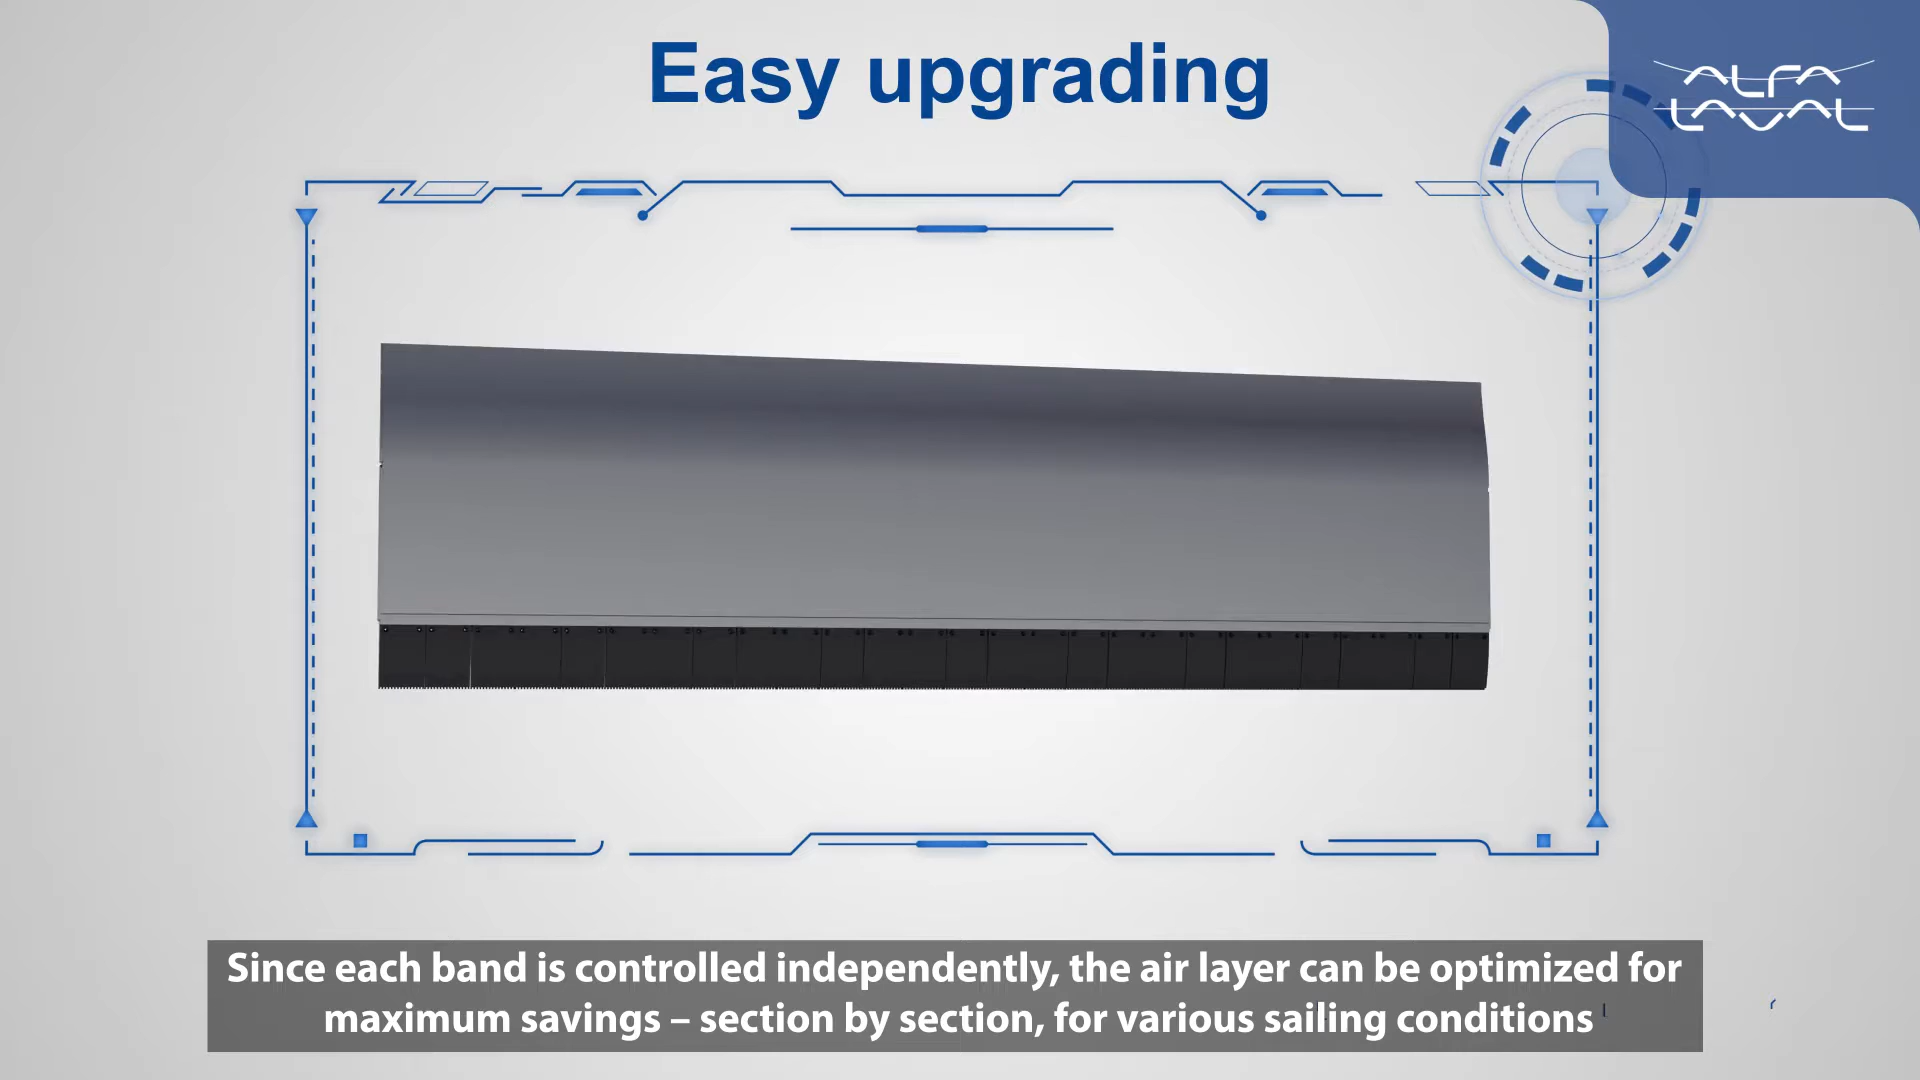 Easy upgrading
ALFA
LAVAL
Since each band is controlled independently, the air layer can be optimized for
maximum savings – section by section, for various sailing conditions